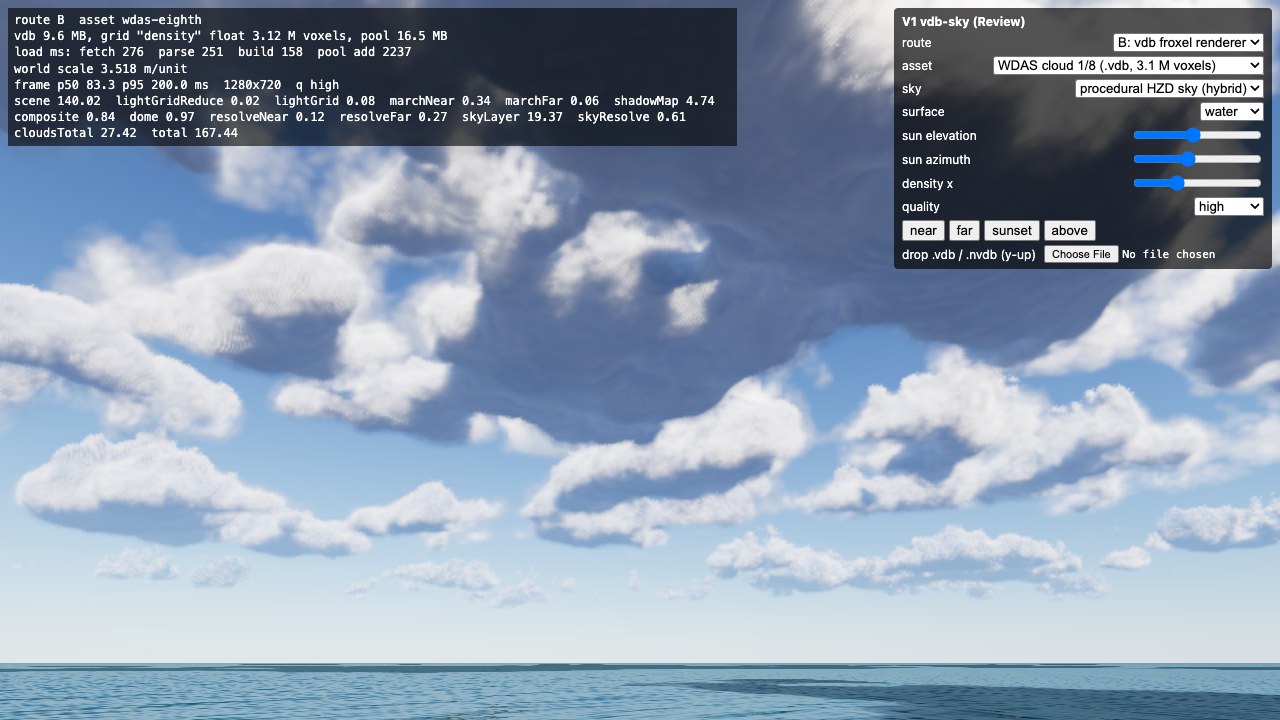 route B  asset wdas-eighth
vdb 9.6 MB, grid "density" float 3.12 M voxels, pool 16.5 MB
load ms: fetch 276  parse 251  build 158  pool add 2237
world scale 3.518 m/unit
frame p50 83.3 p95 200.0 ms  1280x720  q high
scene 140.02  lightGridReduce 0.02  lightGrid 0.08  marchNear 0.34  marchFar 0.06  shadowMap 4.74
composite 0.84  dome 0.97  resolveNear 0.12  resolveFar 0.27  skyLayer 19.37  skyResolve 0.61
cloudsTotal 27.42  total 167.44
V1 vdb-sky (Review)
route B: vdb froxel renderer
asset WDAS cloud 1/8 (.vdb, 3.1 M voxels)
sky procedural HZD sky (hybrid)
surface water
sun elevation
sun azimuth
density x
quality high
near far sunset above
drop .vdb / .nvdb (y-up) Choose File No file chosen